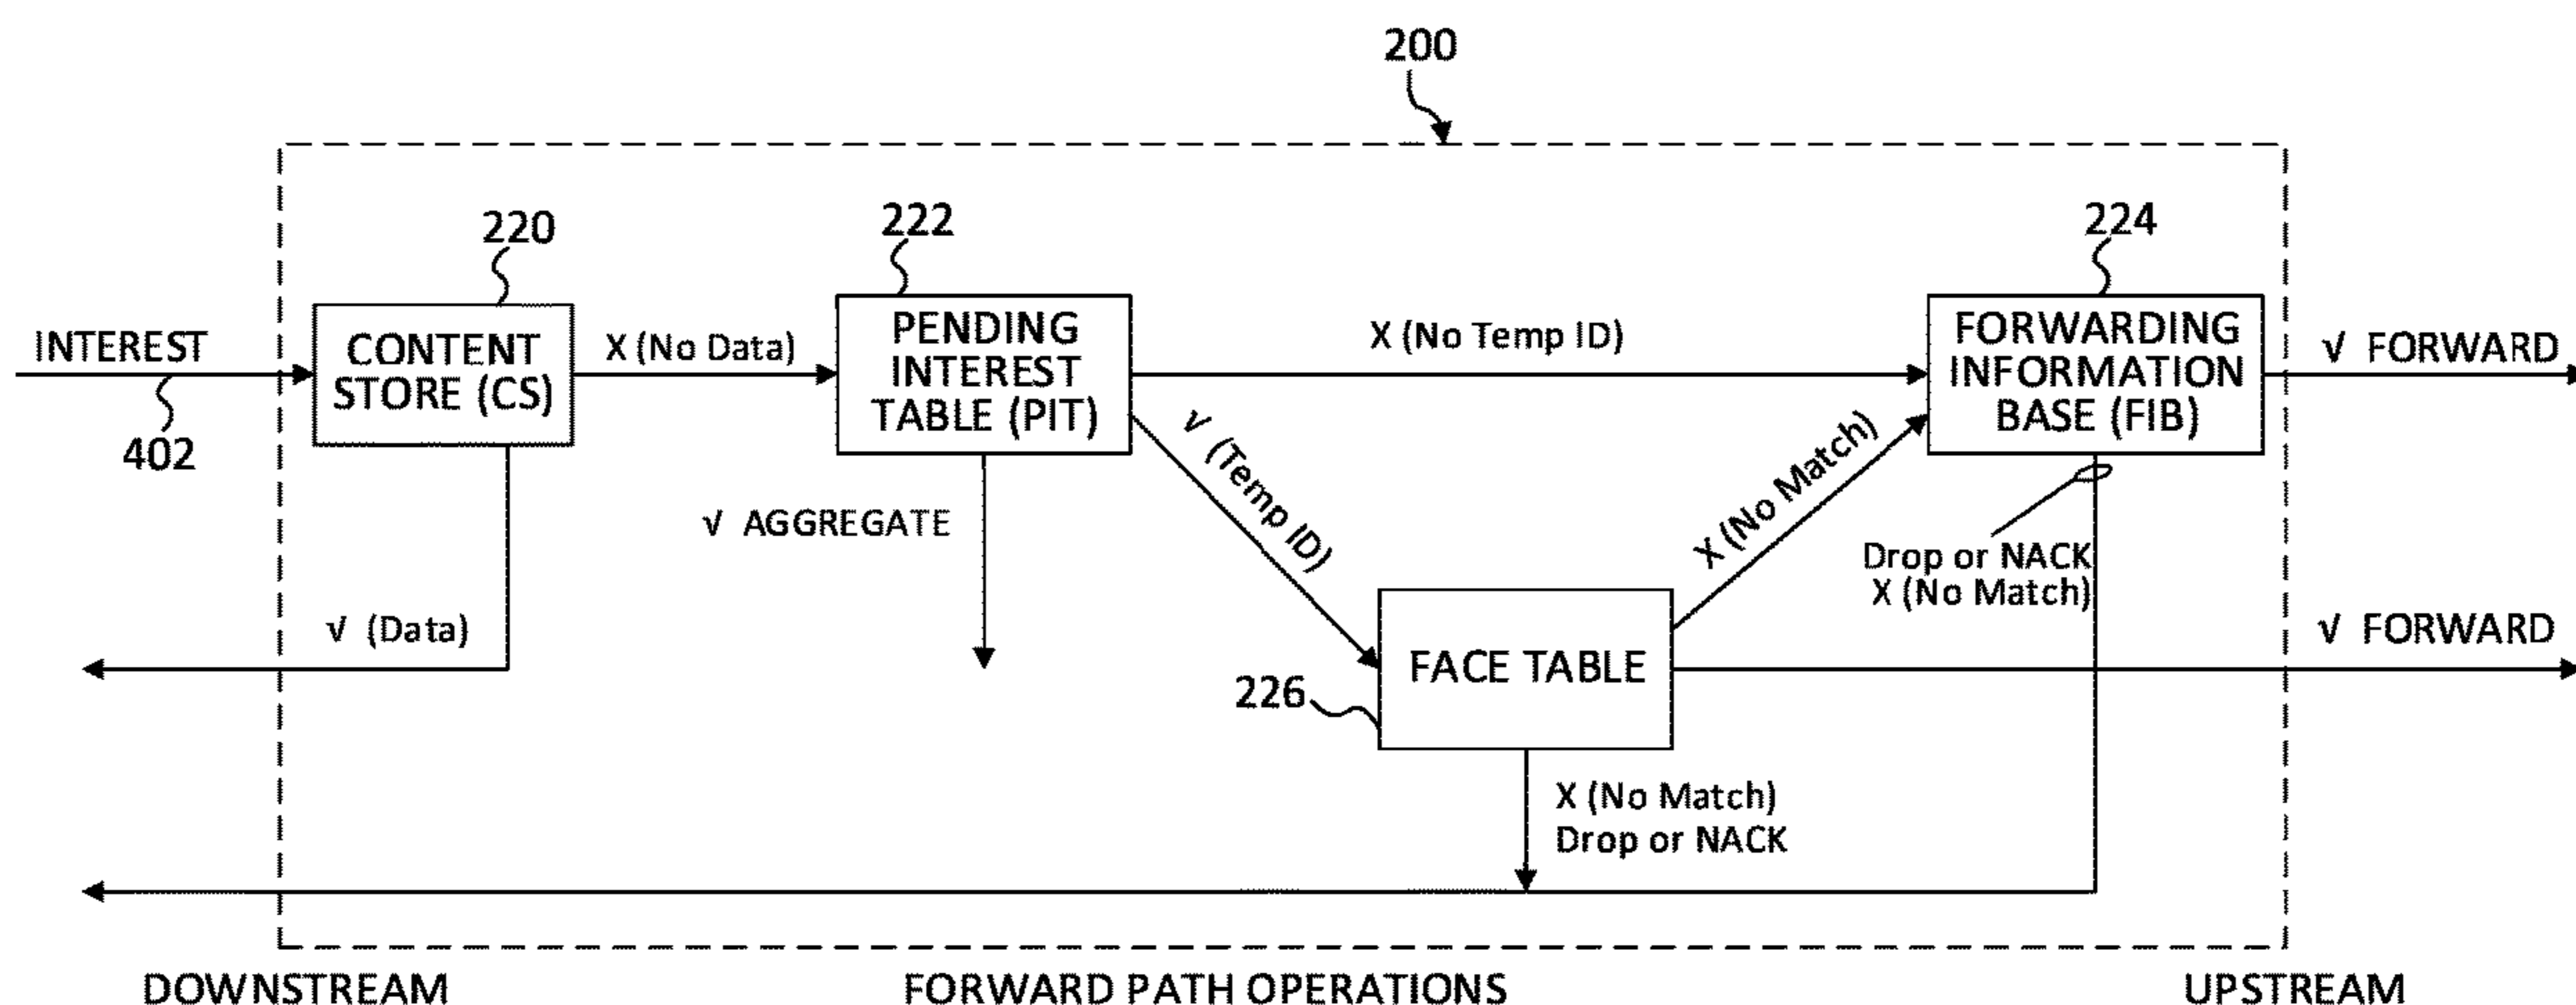 200
220
222
224
INTEREST
402
CONTENT
STORE (CS)
X (No Data)
PENDING
INTEREST
TABLE (PIT)
X (No Temp ID)
FORWARDING
INFORMATION
BASE (FIB)
√ FORWARD
√ (Temp ID)
X (No Match)
√ AGGREGATE
Drop or NACK
X (No Match)
√ (Data)
FACE TABLE
226
√ FORWARD
X (No Match)
Drop or NACK
DOWNSTREAM
FORWARD PATH OPERATIONS
UPSTREAM